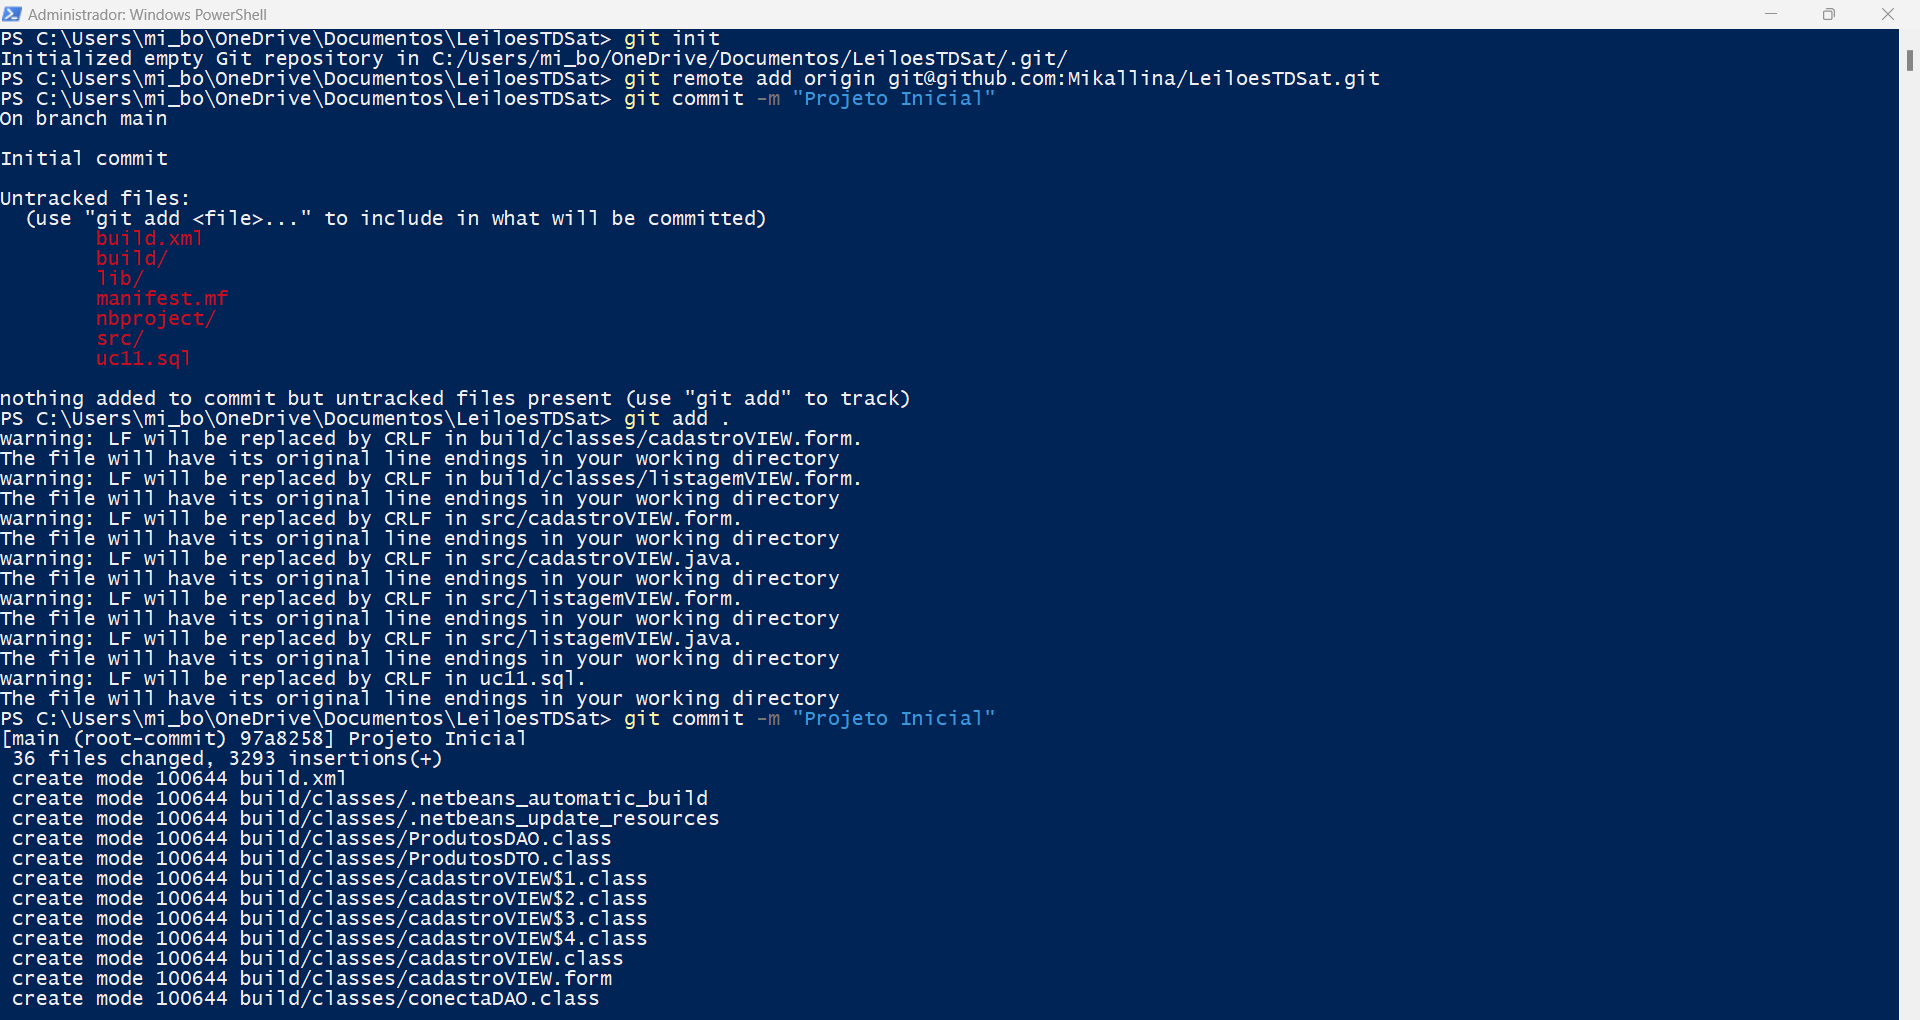 Administrador: Windows PowerShell
PS C:\Users\mi_bo\OneDrive\Documentos\LeiloesTDSat> git init
Initialized empty Git repository in C:/Users/mi_bo/OneDrive/Documentos/LeiloesTDSat/.git/
PS C:\Users\mi_bo\OneDrive\Documentos\LeiloesTDSat> git remote add origin git@github.com:Mikallina/LeiloesTDSat.git
PS C:\Users\mi_bo\OneDrive\Documentos\LeiloesTDSat> git commit -m "Projeto Inicial"
On branch main
Initial commit
Untracked files:
  (use "git add <file>..." to include in what will be committed)
        build.xml
        build/
        lib/
        manifest.mf
        nbproject/
        src/
        uc11.sql
nothing added to commit but untracked files present (use "git add" to track)
PS C:\Users\mi_bo\OneDrive\Documentos\LeiloesTDSat> git add .
warning: LF will be replaced by CRLF in build/classes/cadastroVIEW.form.
The file will have its original line endings in your working directory
warning: LF will be replaced by CRLF in build/classes/listagemVIEW.form.
The file will have its original line endings in your working directory
warning: LF will be replaced by CRLF in src/cadastroVIEW.form.
The file will have its original line endings in your working directory
warning: LF will be replaced by CRLF in src/cadastroVIEW.java.
The file will have its original line endings in your working directory
warning: LF will be replaced by CRLF in src/listagemVIEW.form.
The file will have its original line endings in your working directory
warning: LF will be replaced by CRLF in src/listagemVIEW.java.
The file will have its original line endings in your working directory
warning: LF will be replaced by CRLF in uc11.sql.
The file will have its original line endings in your working directory
PS C:\Users\mi_bo\OneDrive\Documentos\LeiloesTDSat> git commit -m "Projeto Inicial"
[main (root-commit) 97a8258] Projeto Inicial
 36 files changed, 3293 insertions(+)
 create mode 100644 build.xml
 create mode 100644 build/classes/.netbeans_automatic_build
 create mode 100644 build/classes/.netbeans_update_resources
 create mode 100644 build/classes/ProdutosDAO.class
 create mode 100644 build/classes/ProdutosDTO.class
 create mode 100644 build/classes/cadastroVIEW$1.class
 create mode 100644 build/classes/cadastroVIEW$2.class
 create mode 100644 build/classes/cadastroVIEW$3.class
 create mode 100644 build/classes/cadastroVIEW$4.class
 create mode 100644 build/classes/cadastroVIEW.class
 create mode 100644 build/classes/cadastroVIEW.form
 create mode 100644 build/classes/conectaDAO.class